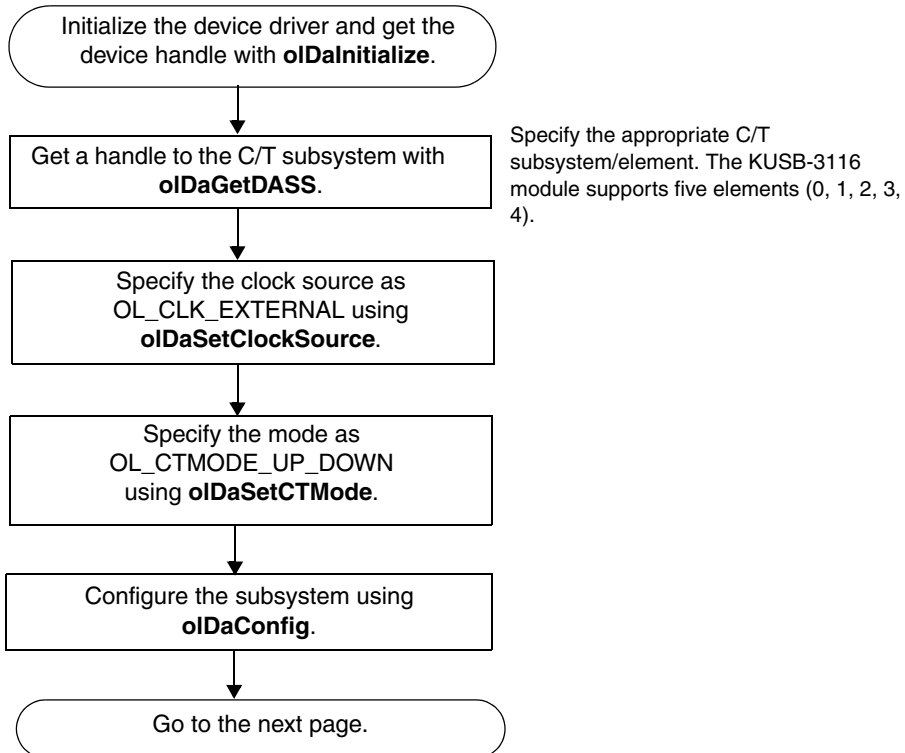 Initialize the device driver and get the
device handle with olDaInitialize.
Get a handle to the C/T subsystem with
olDaGetDASS.
Specify the appropriate C/T
subsystem/element. The KUSB-3116
module supports five elements (0, 1, 2, 3,
4).
Specify the clock source as
OL_CLK_EXTERNAL using
olDaSetClockSource.
Specify the mode as
OL_CTMODE_UP_DOWN
using olDaSetCTMode.
Configure the subsystem using
olDaConfig.
Go to the next page.